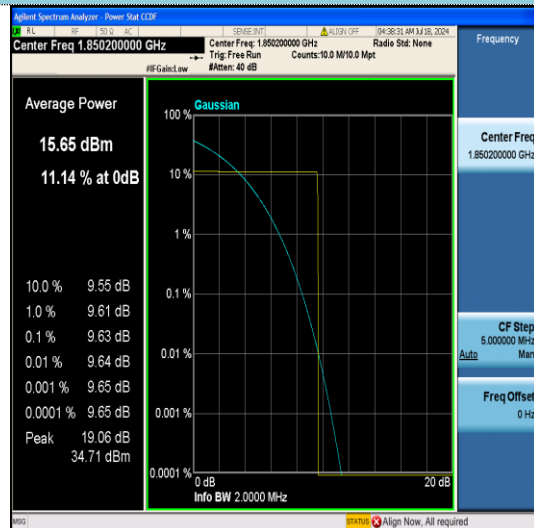 Agilent Spectrum Analyzer - Power Stat CCDF
RL RF 50 Ω AC SENSE:INT ALIGN OFF 04:38:31 AM Jul 18, 2024
Center Freq 1.850200000 GHz
Center Freq: 1.850200000 GHz Radio Std: None
Trig: Free Run Counts:10.0 M/10.0 Mpt
#IFGain:Low #Atten: 40 dB
Frequency
Average Power
15.65 dBm
11.14 % at 0dB
10.0 % 9.55 dB
1.0 % 9.61 dB
0.1 % 9.63 dB
0.01 % 9.64 dB
0.001 % 9.65 dB
0.0001 % 9.65 dB
Peak 19.06 dB
34.71 dBm
Gaussian
100 %
10 %
1 %
0.1 %
0.01 %
0.001 %
0.0001 %
0 dB 20 dB
Info BW 2.0000 MHz
Center Freq
1.850200000 GHz
CF Step
5.000000 MHz
Auto Man
Freq Offset
0 Hz
MSG STATUS Align Now, All required